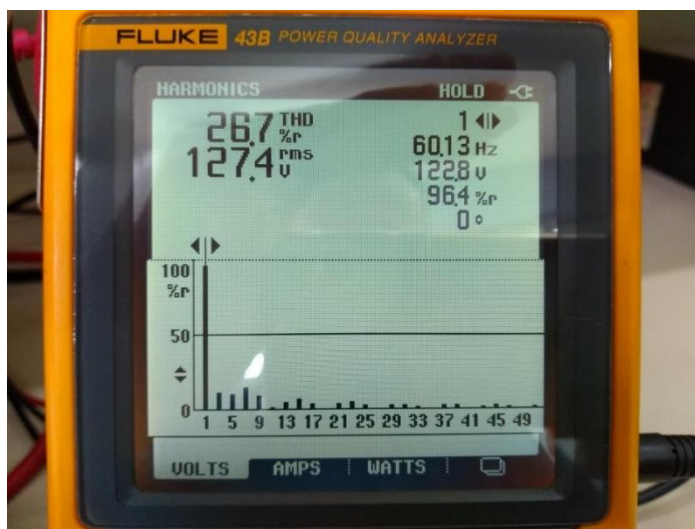 FLUKE 43B POWER QUALITY ANALYZER
HARMONICS HOLD
26.7 THD %r
127.4 rms V
1
60.13 Hz
122.8 V
96.4 %r
0 °
100
%r
50
0
1 5 9 13 17 21 25 29 33 37 41 45 49
VOLTS AMPS WATTS